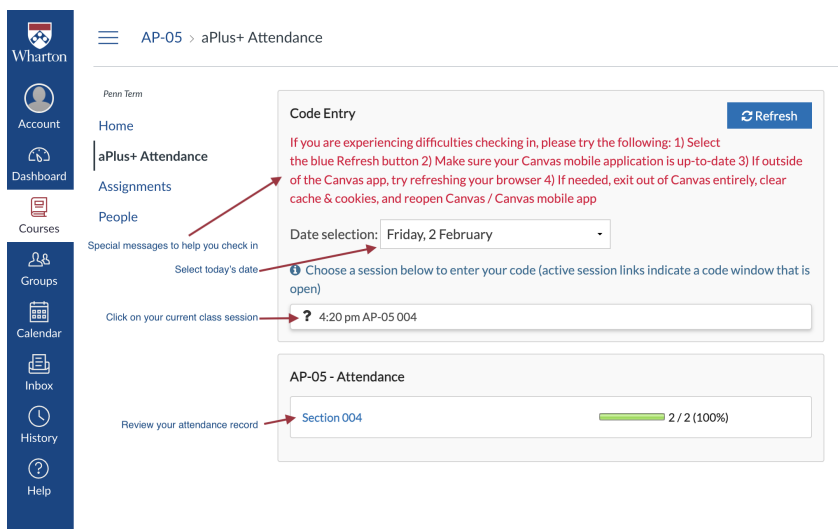 Wharton
Account
Dashboard
Courses
Groups
Calendar
Inbox
History
Help
AP-05 > aPlus+ Attendance
Penn Term
Home
aPlus+ Attendance
Assignments
People
Special messages to help you check in
Select today's date
Click on your current class session
Review your attendance record
Code Entry
Refresh
If you are experiencing difficulties checking in, please try the following: 1) Select
the blue Refresh button 2) Make sure your Canvas mobile application is up-to-date 3) If outside
of the Canvas app, try refreshing your browser 4) If needed, exit out of Canvas entirely, clear
cache & cookies, and reopen Canvas / Canvas mobile app
Date selection: Friday, 2 February
Choose a session below to enter your code (active session links indicate a code window that is
open)
? 4:20 pm AP-05 004
AP-05 - Attendance
Section 004 2 / 2 (100%)